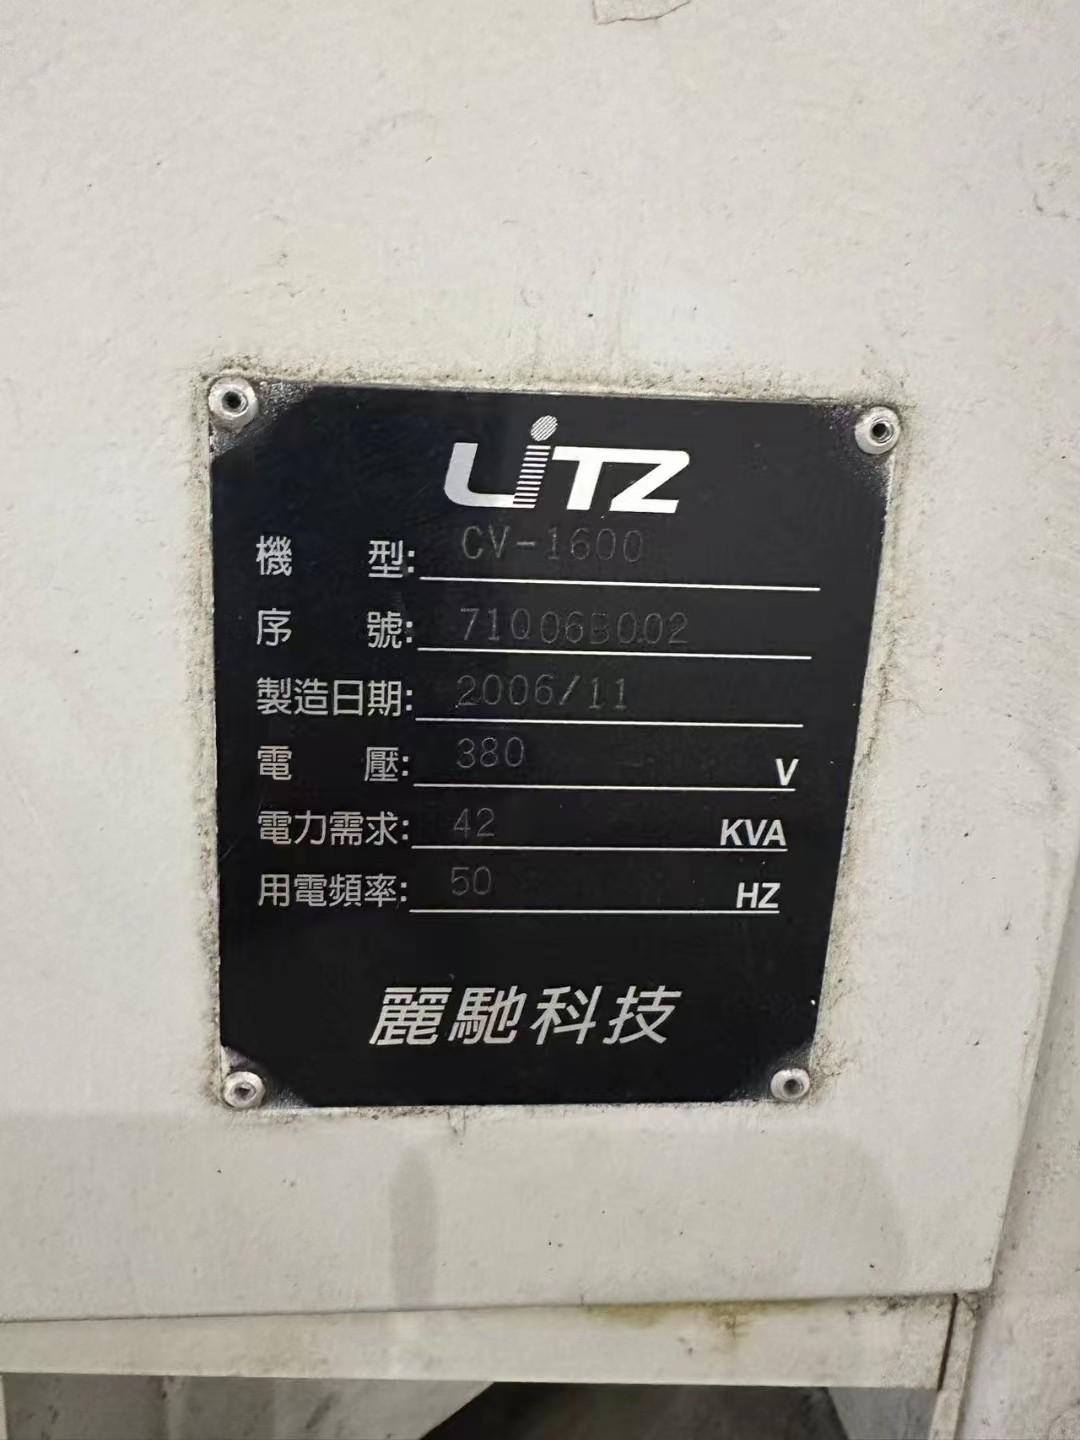 LiTZ
機型: CV-1600
序號: 71Q06B002
製造日期: 2006/11
電壓: 380 V
電力需求: 42 KVA
用電頻率: 50 HZ
麗馳科技